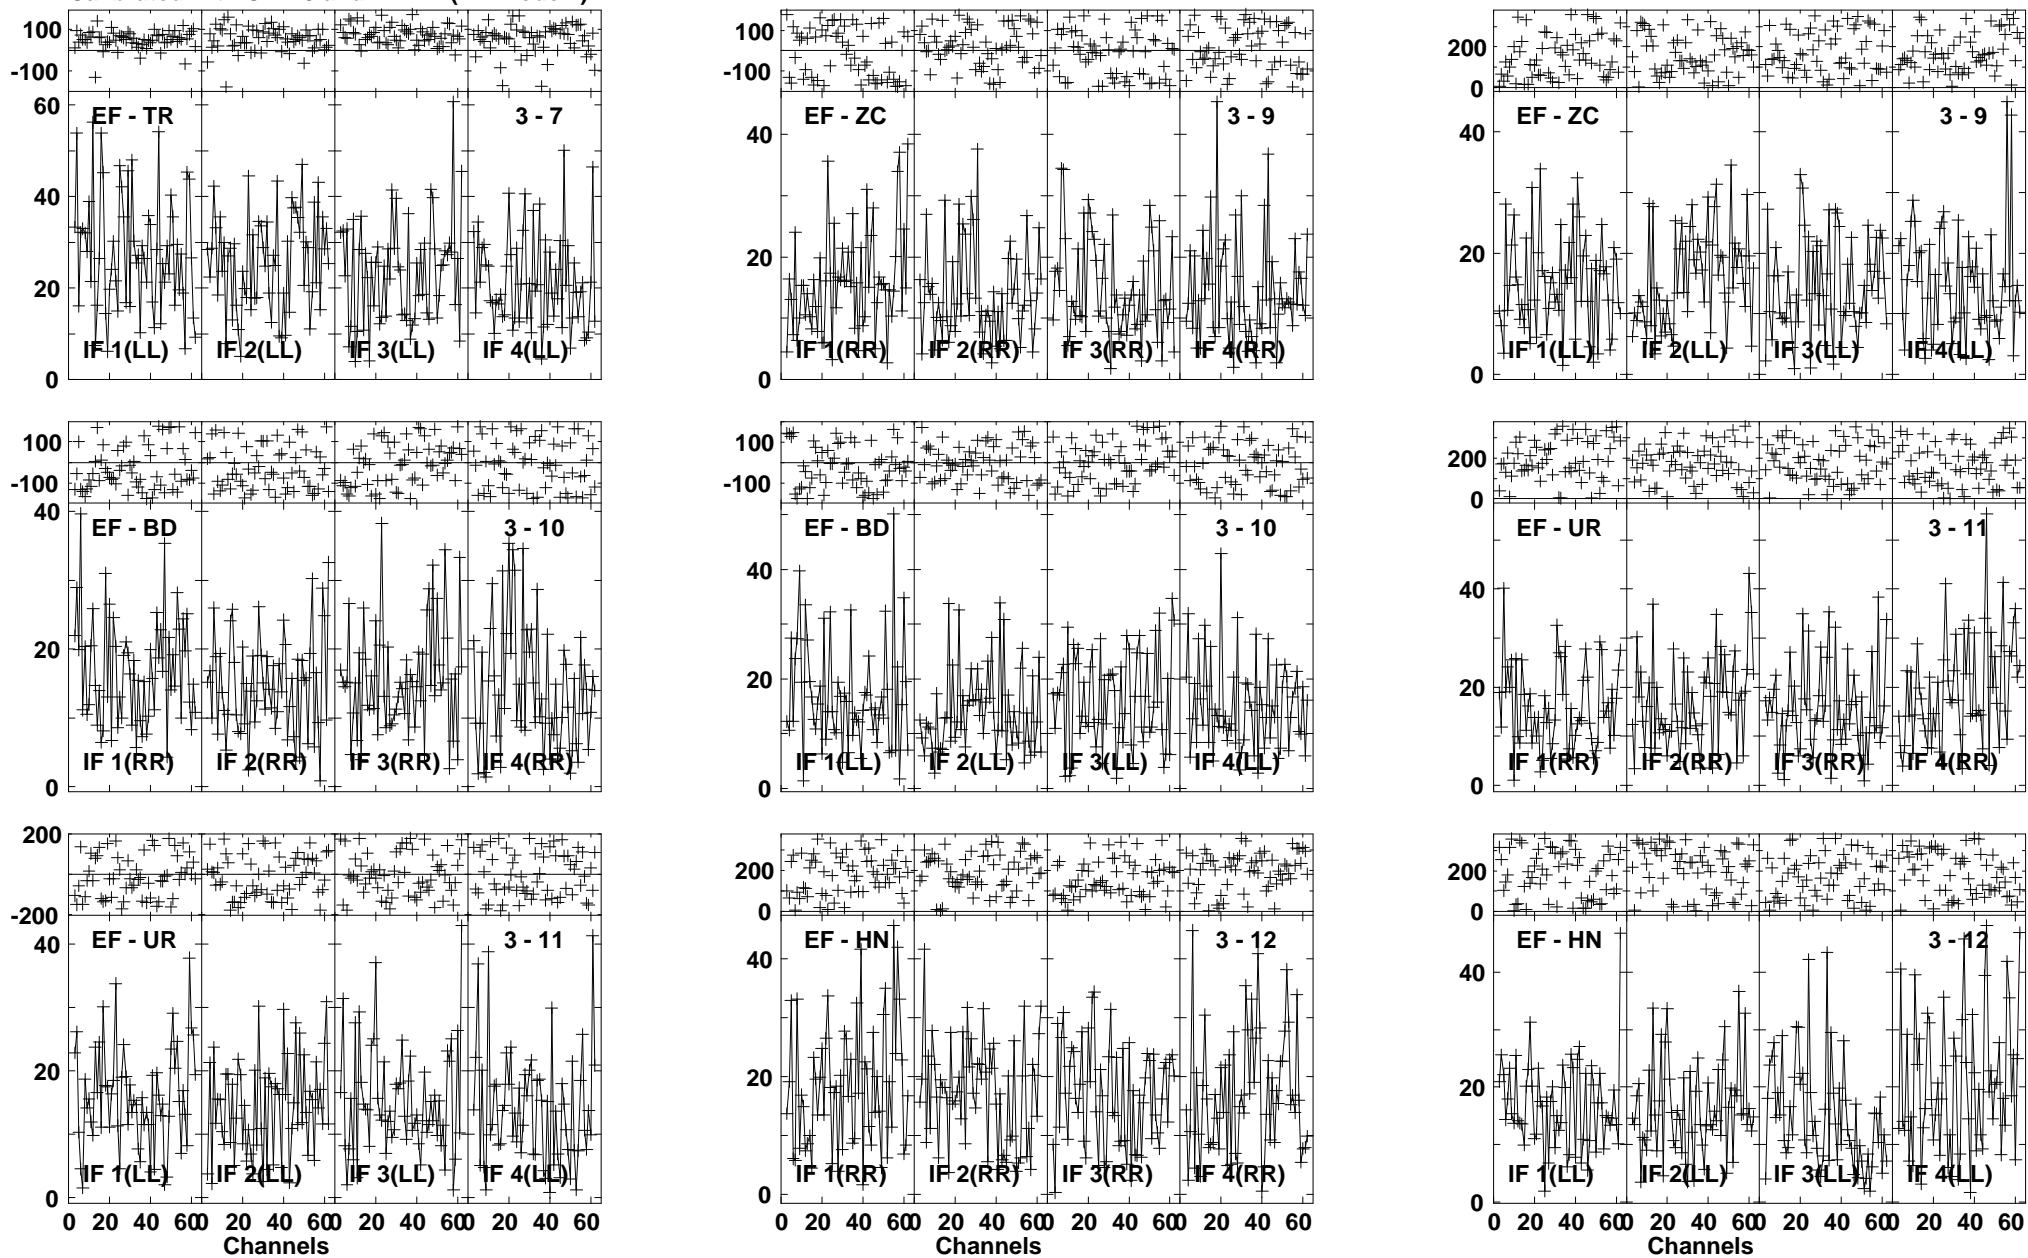 100 100 200
-100 -100 0
60 EF - TR 3 - 7 EF - ZC 3 - 9 EF - ZC 3 - 9
40 40 40
20 20 20
IF 1(LL) IF 2(LL) IF 3(LL) IF 4(LL) IF 1(RR) IF 2(RR) IF 3(RR) IF 4(RR) IF 1(LL) IF 2(LL) IF 3(LL) IF 4(LL)
0 0 0
100 100 200
-100 -100 0
40 EF - BD 3 - 10 EF - BD 3 - 10 EF - UR 3 - 11
40 40
20 20 20
IF 1(RR) IF 2(RR) IF 3(RR) IF 4(RR) IF 1(LL) IF 2(LL) IF 3(LL) IF 4(LL) IF 1(RR) IF 2(RR) IF 3(RR) IF 4(RR)
0 0 0
200 200 200
-200 0 0
EF - UR 3 - 11 EF - HN 3 - 12 EF - HN 3 - 12
40 40 40
20 20 20
IF 1(LL) IF 2(LL) IF 3(LL) IF 4(LL) IF 1(RR) IF 2(RR) IF 3(RR) IF 4(RR) IF 1(LL) IF 2(LL) IF 3(LL) IF 4(LL)
0 0 0
0 20 40 60 0 20 40 60 0 20 40 60 0 20 40 60 0 20 40 60 0 20 40 60 0 20 40 60 0 20 40 60 0 20 40 60 0 20 40 60 0 20 40 60 0 20 40 60
Channels Channels Channels